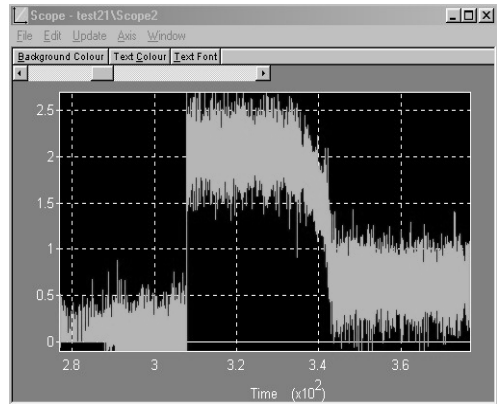 Scope - test21\Scope2
File Edit Update Axis Window
Background Colour Text Colour Text Font
2.5
2
1.5
1
0.5
0
2.8 3 3.2 3.4 3.6
Time (x10²)